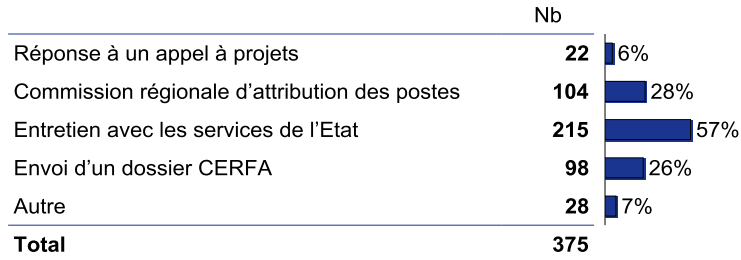 Nb
Réponse à un appel à projets 22 6%
Commission régionale d’attribution des postes 104 28%
Entretien avec les services de l’Etat 215 57%
Envoi d’un dossier CERFA 98 26%
Autre 28 7%
Total 375